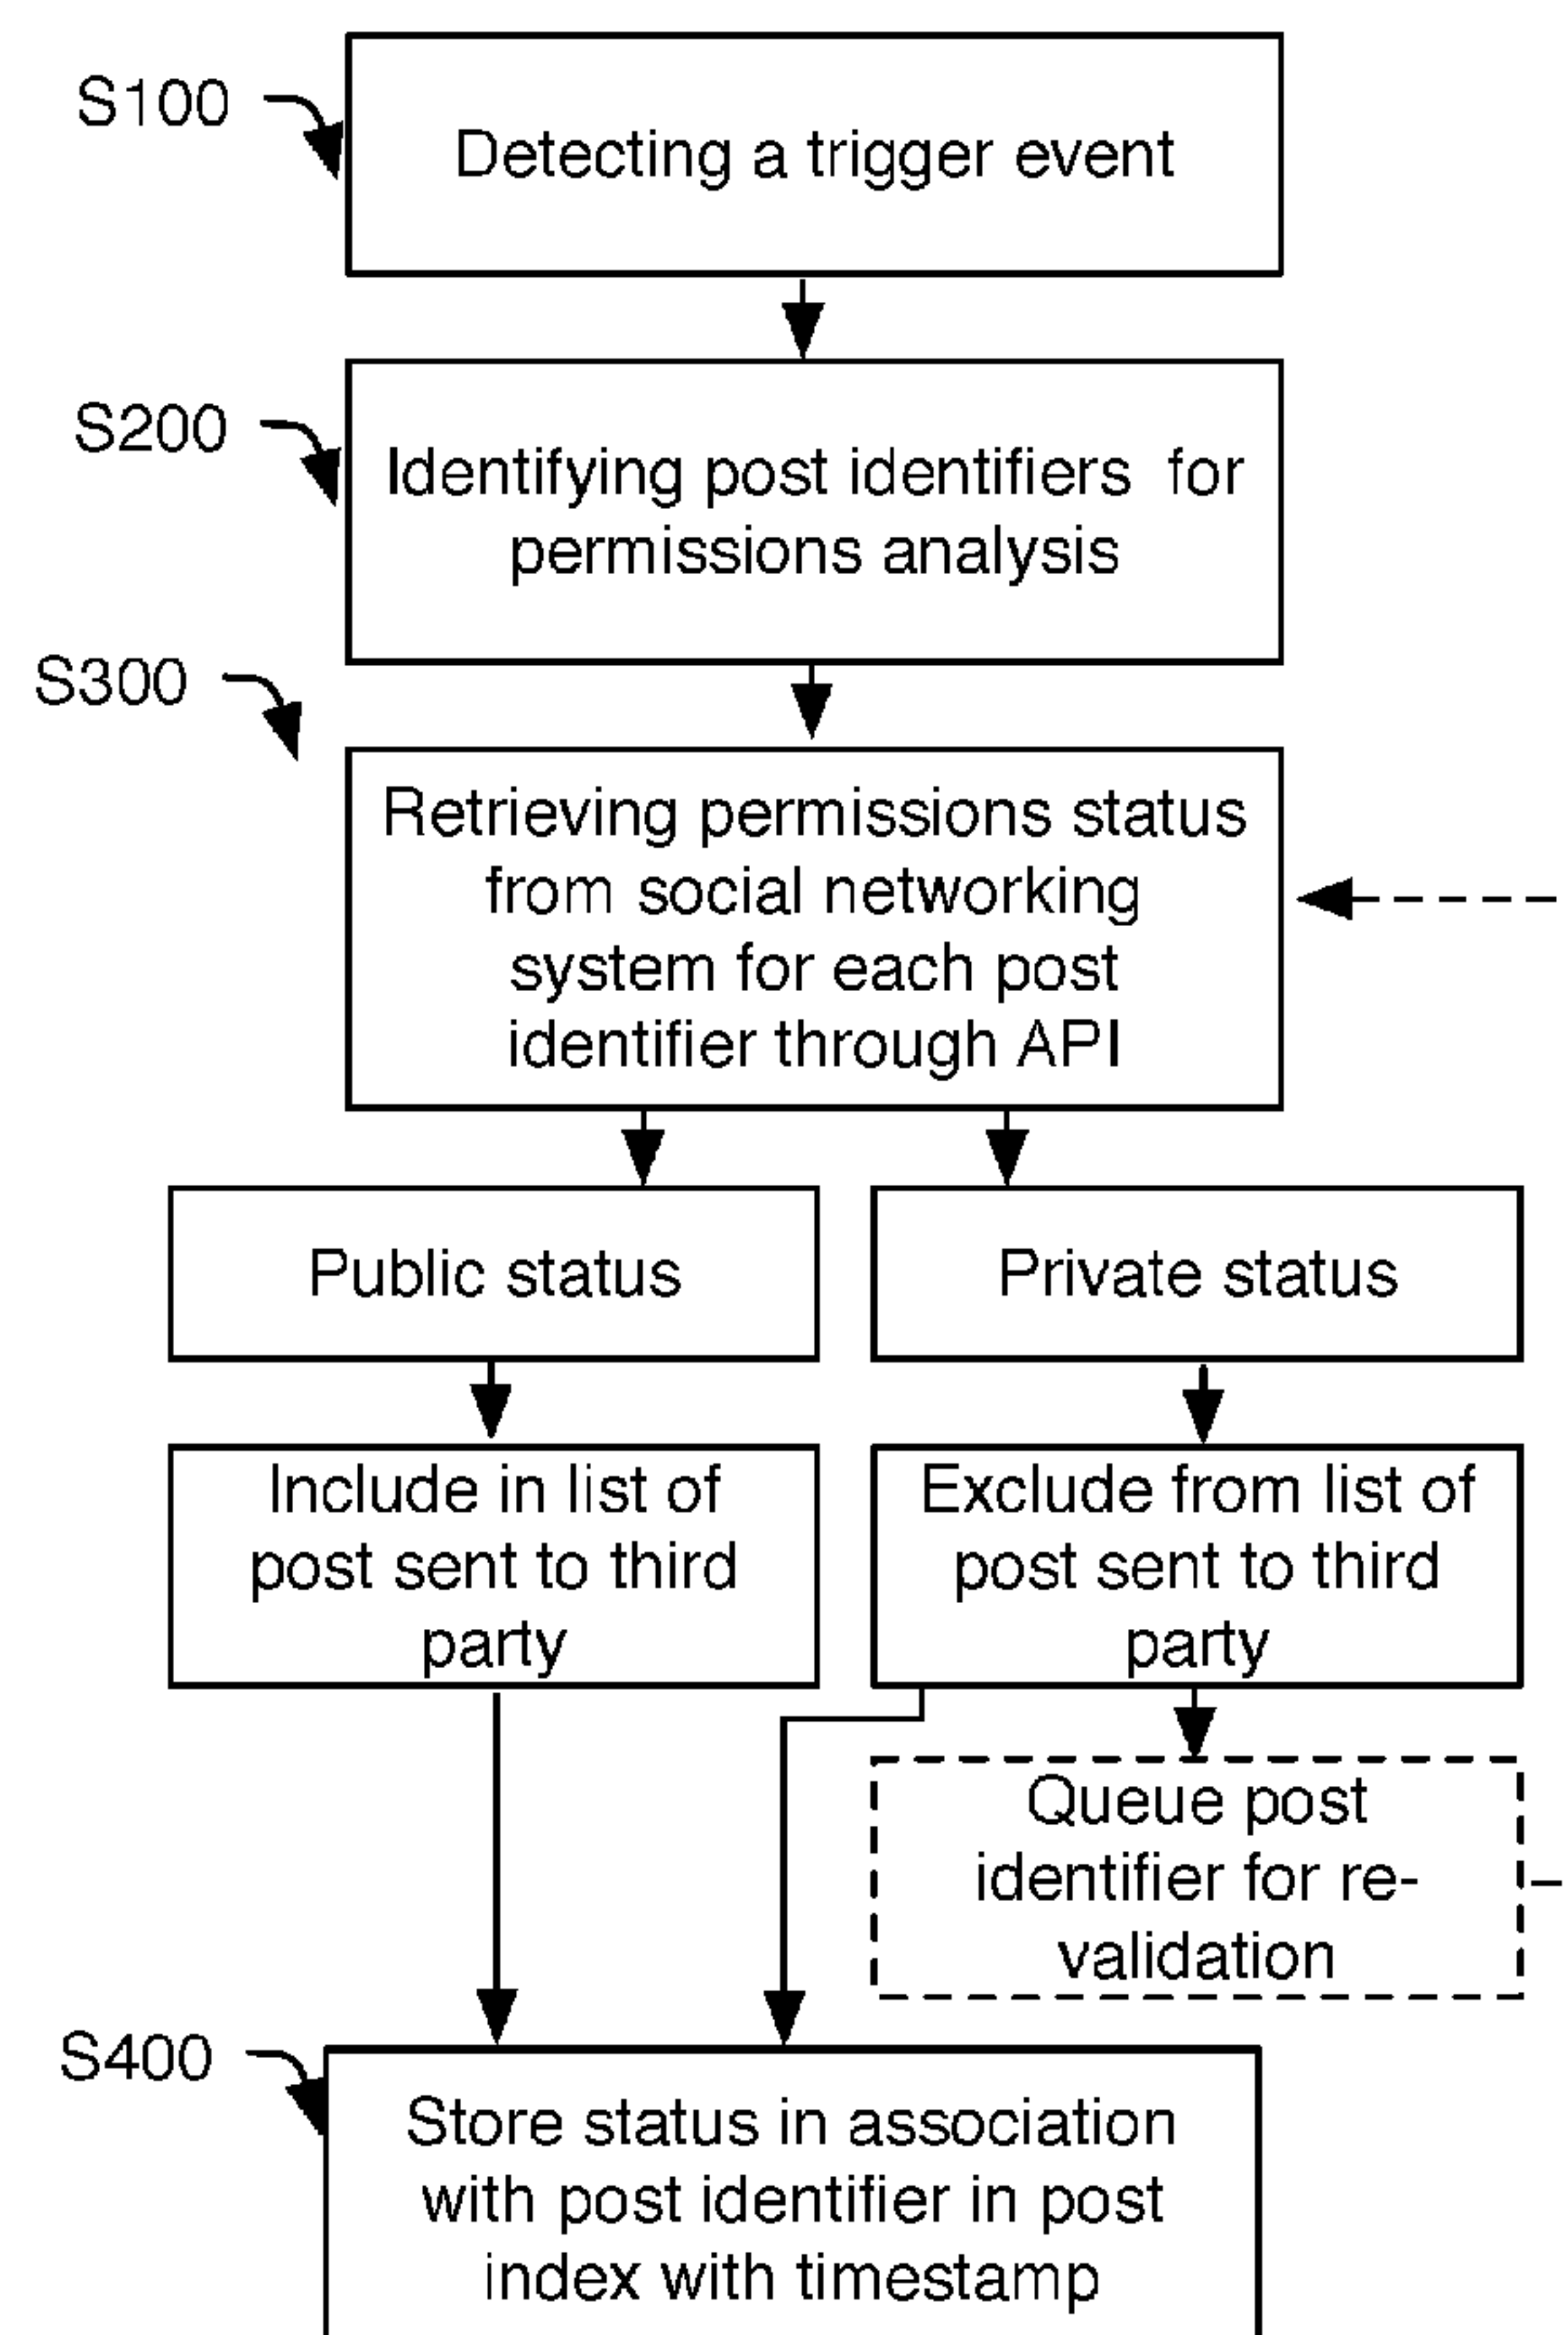 S100
Detecting a trigger event
S200
Identifying post identifiers for
permissions analysis
S300
Retrieving permissions status
from social networking
system for each post
identifier through API
Public status
Private status
Include in list of
post sent to third
party
Exclude from list of
post sent to third
party
Queue post
identifier for re-
validation
S400
Store status in association
with post identifier in post
index with timestamp